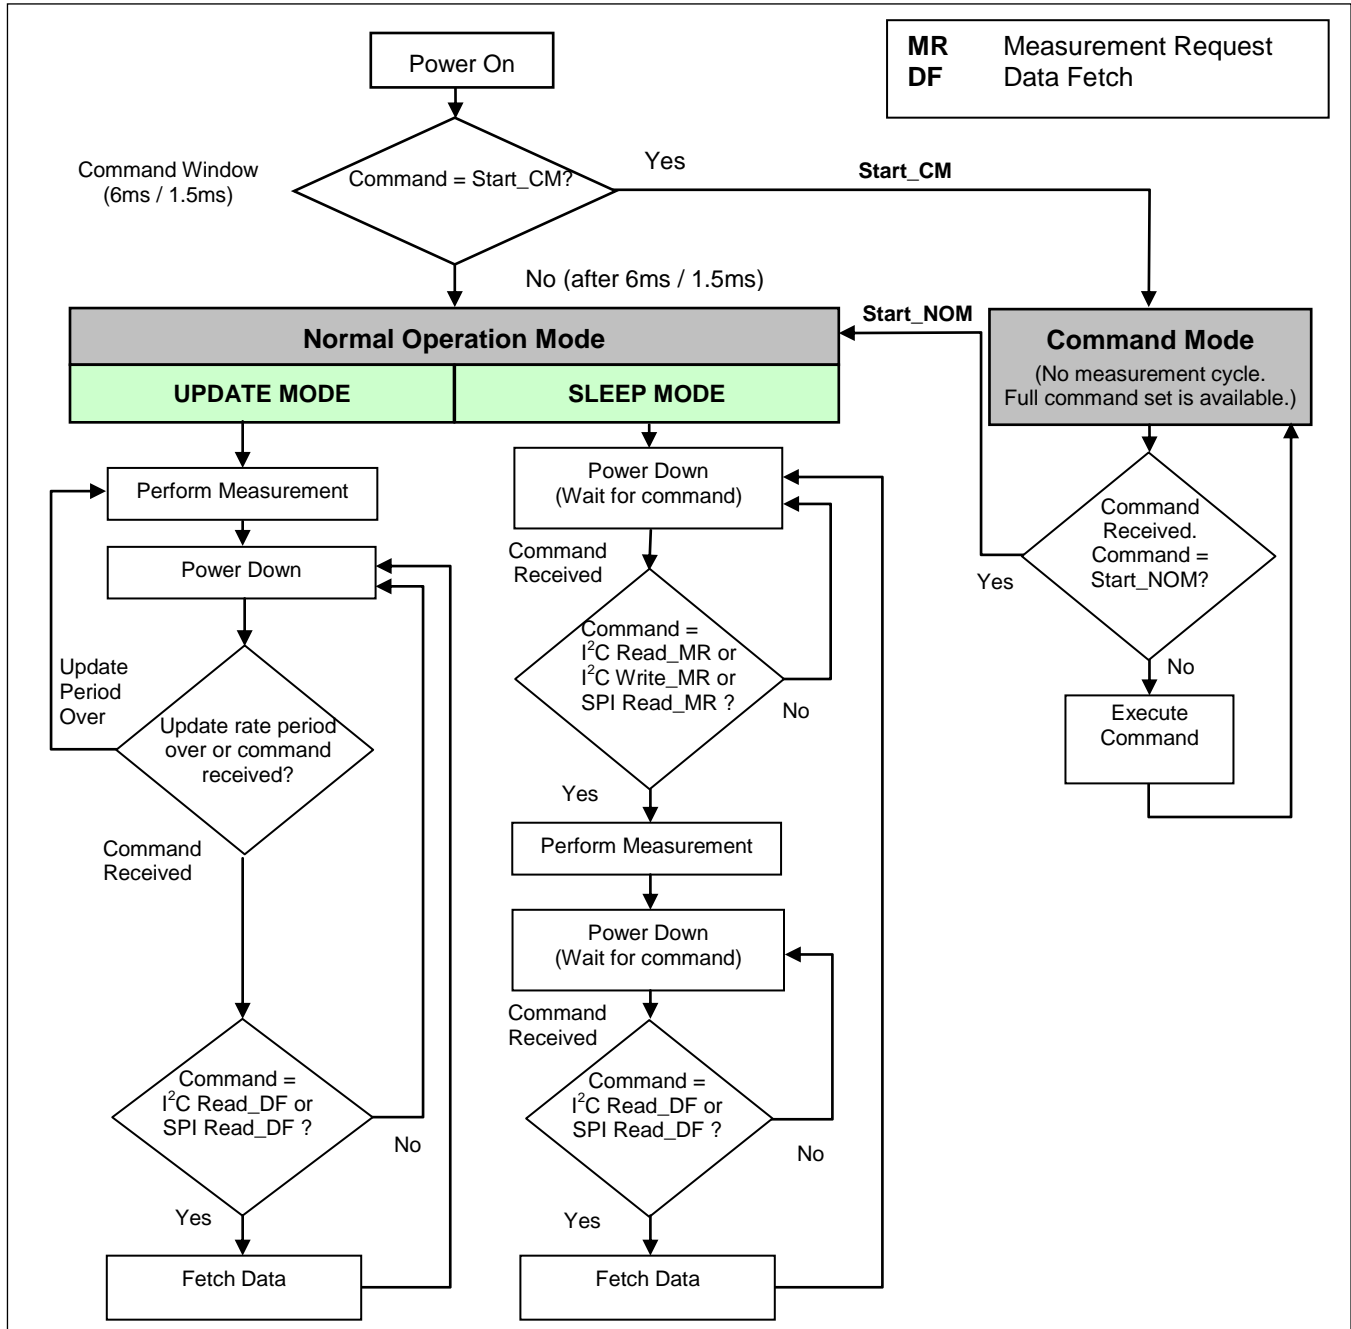 Power On
MR Measurement Request
DF Data Fetch
Command Window
(6ms / 1.5ms)
Command = Start_CM?
Yes
Start_CM
No (after 6ms / 1.5ms)
Normal Operation Mode
UPDATE MODE
SLEEP MODE
Start_NOM
Command Mode
(No measurement cycle.
Full command set is available.)
Perform Measurement
Power Down
Update
Period
Over
Update rate period
over or command
received?
Command
Received
Command =
I²C Read_DF or
SPI Read_DF ?
No
Yes
Fetch Data
Power Down
(Wait for command)
Command
Received
Command =
I²C Read_MR or
I²C Write_MR or
SPI Read_MR ?
No
Yes
Perform Measurement
Power Down
(Wait for command)
Command
Received
Command =
I²C Read_DF or
SPI Read_DF ?
No
Yes
Fetch Data
Command
Received.
Command =
Start_NOM?
Yes
No
Execute
Command